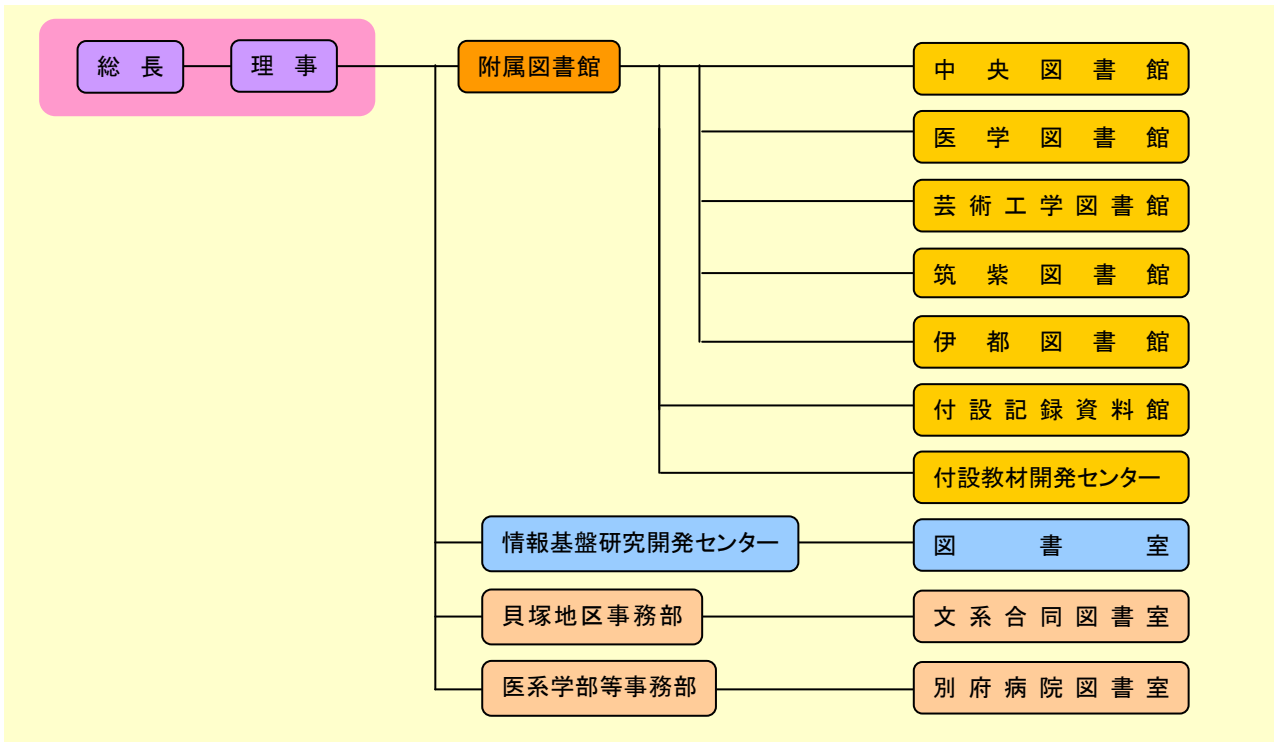 総長
理事
附属図書館
中央図書館
医学図書館
芸術工学図書館
筑紫図書館
伊都図書館
付設記録資料館
付設教材開発センター
情報基盤研究開発センター
図書室
貝塚地区事務部
文系合同図書室
医系学部等事務部
別府病院図書室